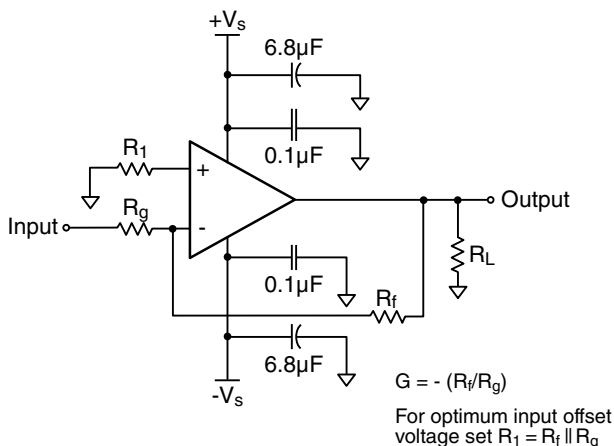 +Vs
6.8µF
0.1µF
R1
+
Rg
Input
-
Output
RL
0.1µF
Rf
6.8µF
-Vs
G = - (Rf/Rg)
For optimum input offset
voltage set R1 = Rf || Rg